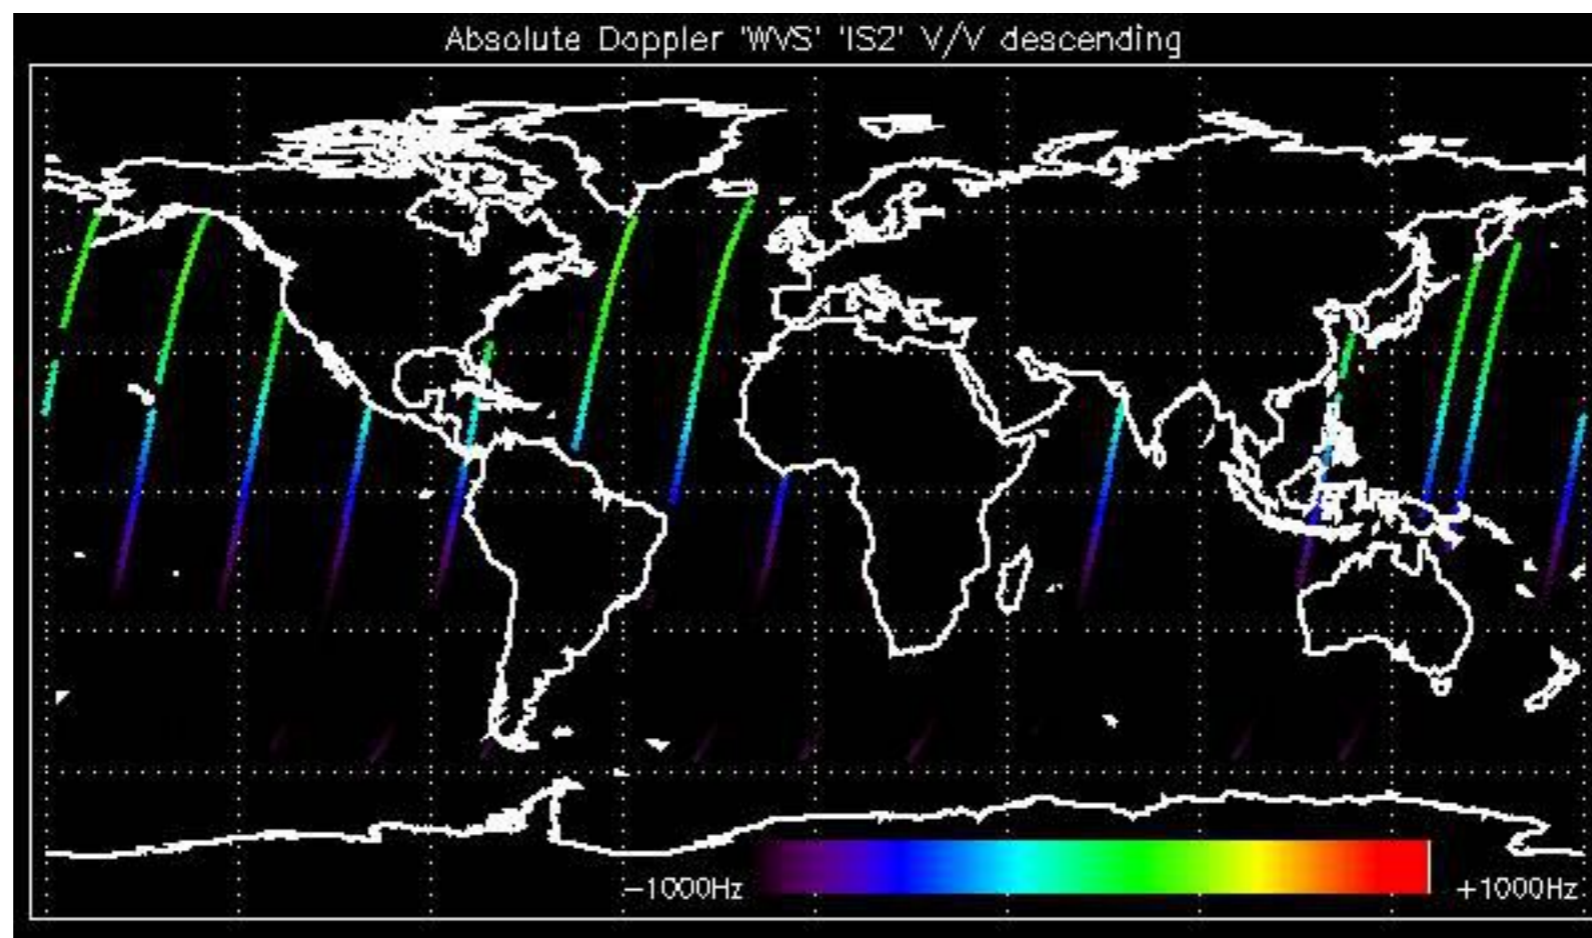 Absolute Doppler 'WVS' 'IS2' V/V descending
-1000Hz +1000Hz